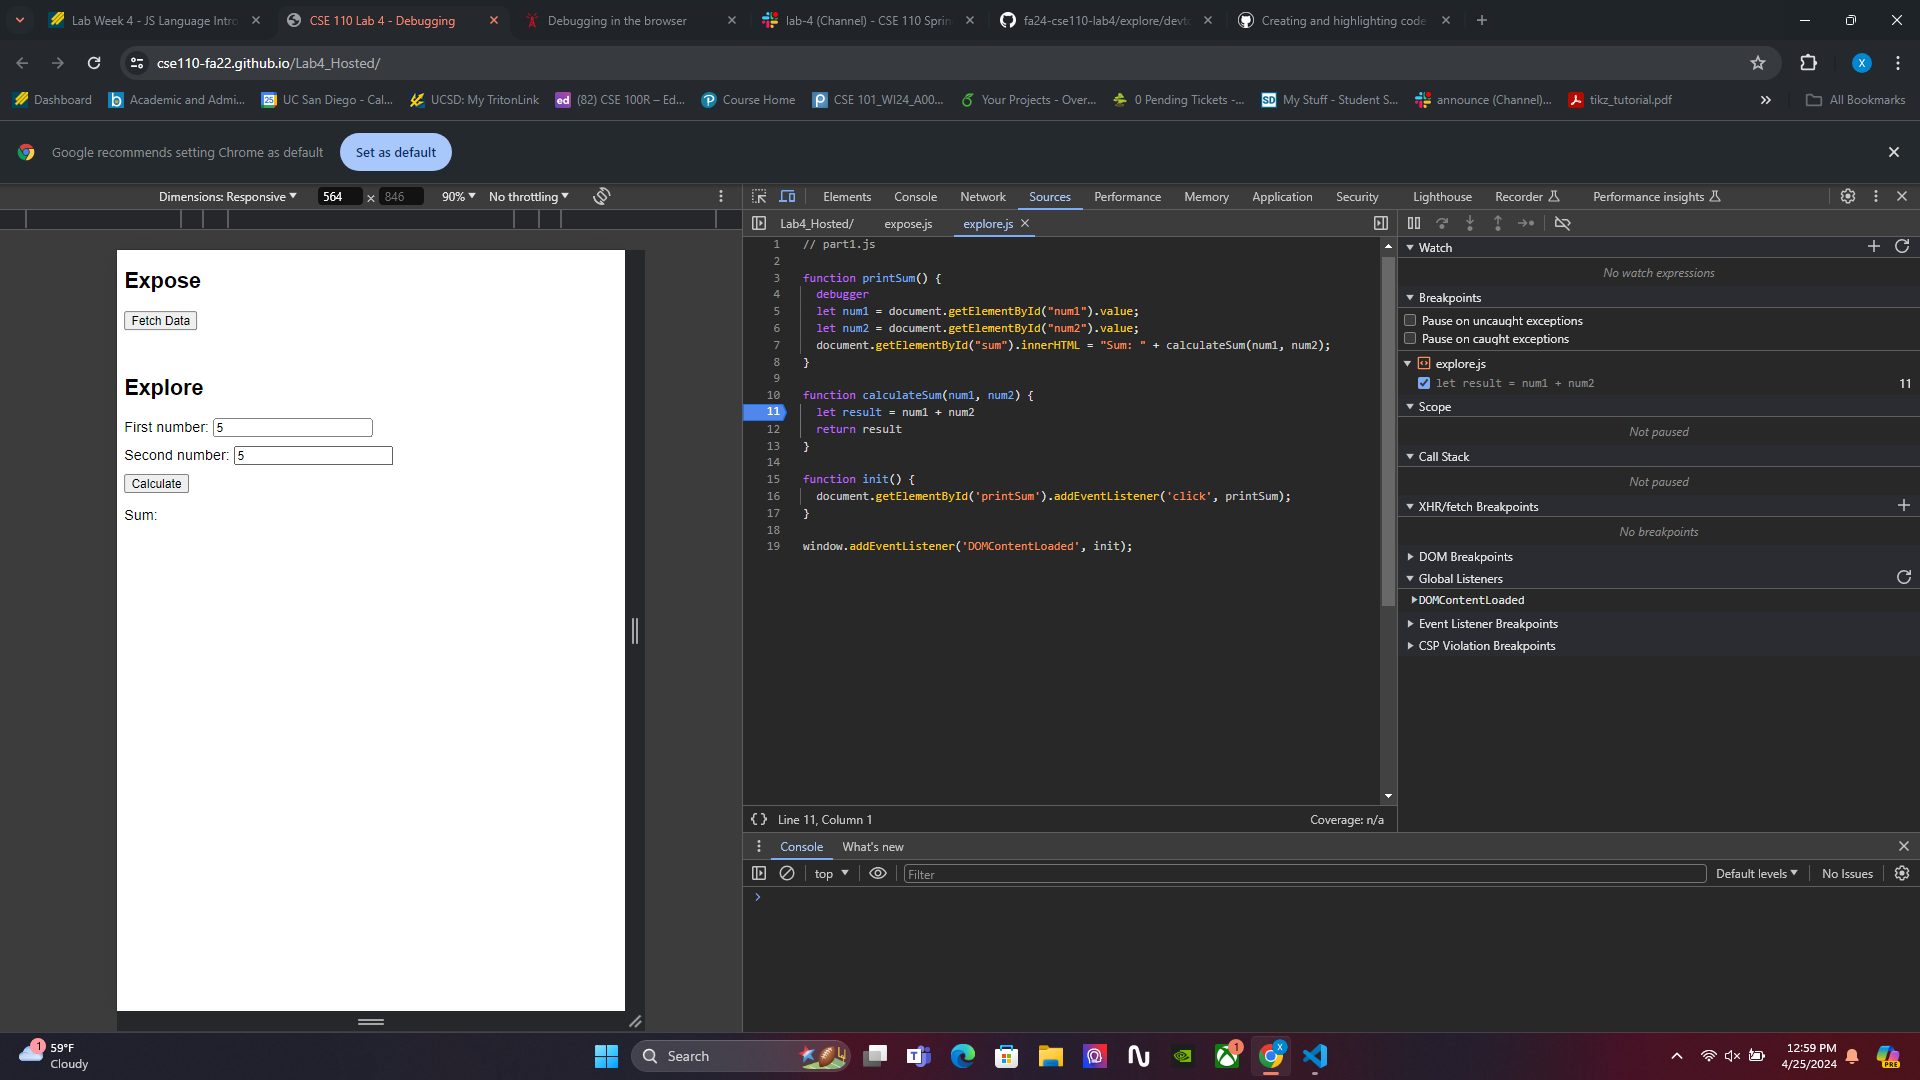 Lab Week 4 - JS Language Intro
CSE 110 Lab 4 - Debugging
Debugging in the browser
lab-4 (Channel) - CSE 110 Sprin
fa24-cse110-lab4/explore/devto
Creating and highlighting code
cse110-fa22.github.io/Lab4_Hosted/
X
Dashboard
Academic and Admi...
UC San Diego - Cal...
UCSD: My TritonLink
(82) CSE 100R – Ed...
Course Home
CSE 101_WI24_A00...
Your Projects - Over...
0 Pending Tickets -...
My Stuff - Student S...
announce (Channel)...
tikz_tutorial.pdf
All Bookmarks
Google recommends setting Chrome as default
Set as default
Dimensions: Responsive
564 x 846
90%
No throttling
Expose
Fetch Data
Explore
First number: 5
Second number: 5
Calculate
Sum:
Elements
Console
Network
Sources
Performance
Memory
Application
Security
Lighthouse
Recorder
Performance insights
Lab4_Hosted/
expose.js
explore.js
1 // part1.js
2
3 function printSum() {
4 debugger
5 let num1 = document.getElementById("num1").value;
6 let num2 = document.getElementById("num2").value;
7 document.getElementById("sum").innerHTML = "Sum: " + calculateSum(num1, num2);
8 }
9
10 function calculateSum(num1, num2) {
11 let result = num1 + num2
12 return result
13 }
14
15 function init() {
16 document.getElementById('printSum').addEventListener('click', printSum);
17 }
18
19 window.addEventListener('DOMContentLoaded', init);
{} Line 11, Column 1
Coverage: n/a
Watch
No watch expressions
Breakpoints
Pause on uncaught exceptions
Pause on caught exceptions
explore.js
let result = num1 + num2 11
Scope
Not paused
Call Stack
Not paused
XHR/fetch Breakpoints
No breakpoints
DOM Breakpoints
Global Listeners
DOMContentLoaded
Event Listener Breakpoints
CSP Violation Breakpoints
Console
What's new
top
Filter
Default levels
No Issues
1
59°F
Cloudy
Search
1
X
12:59 PM
4/25/2024
PRE